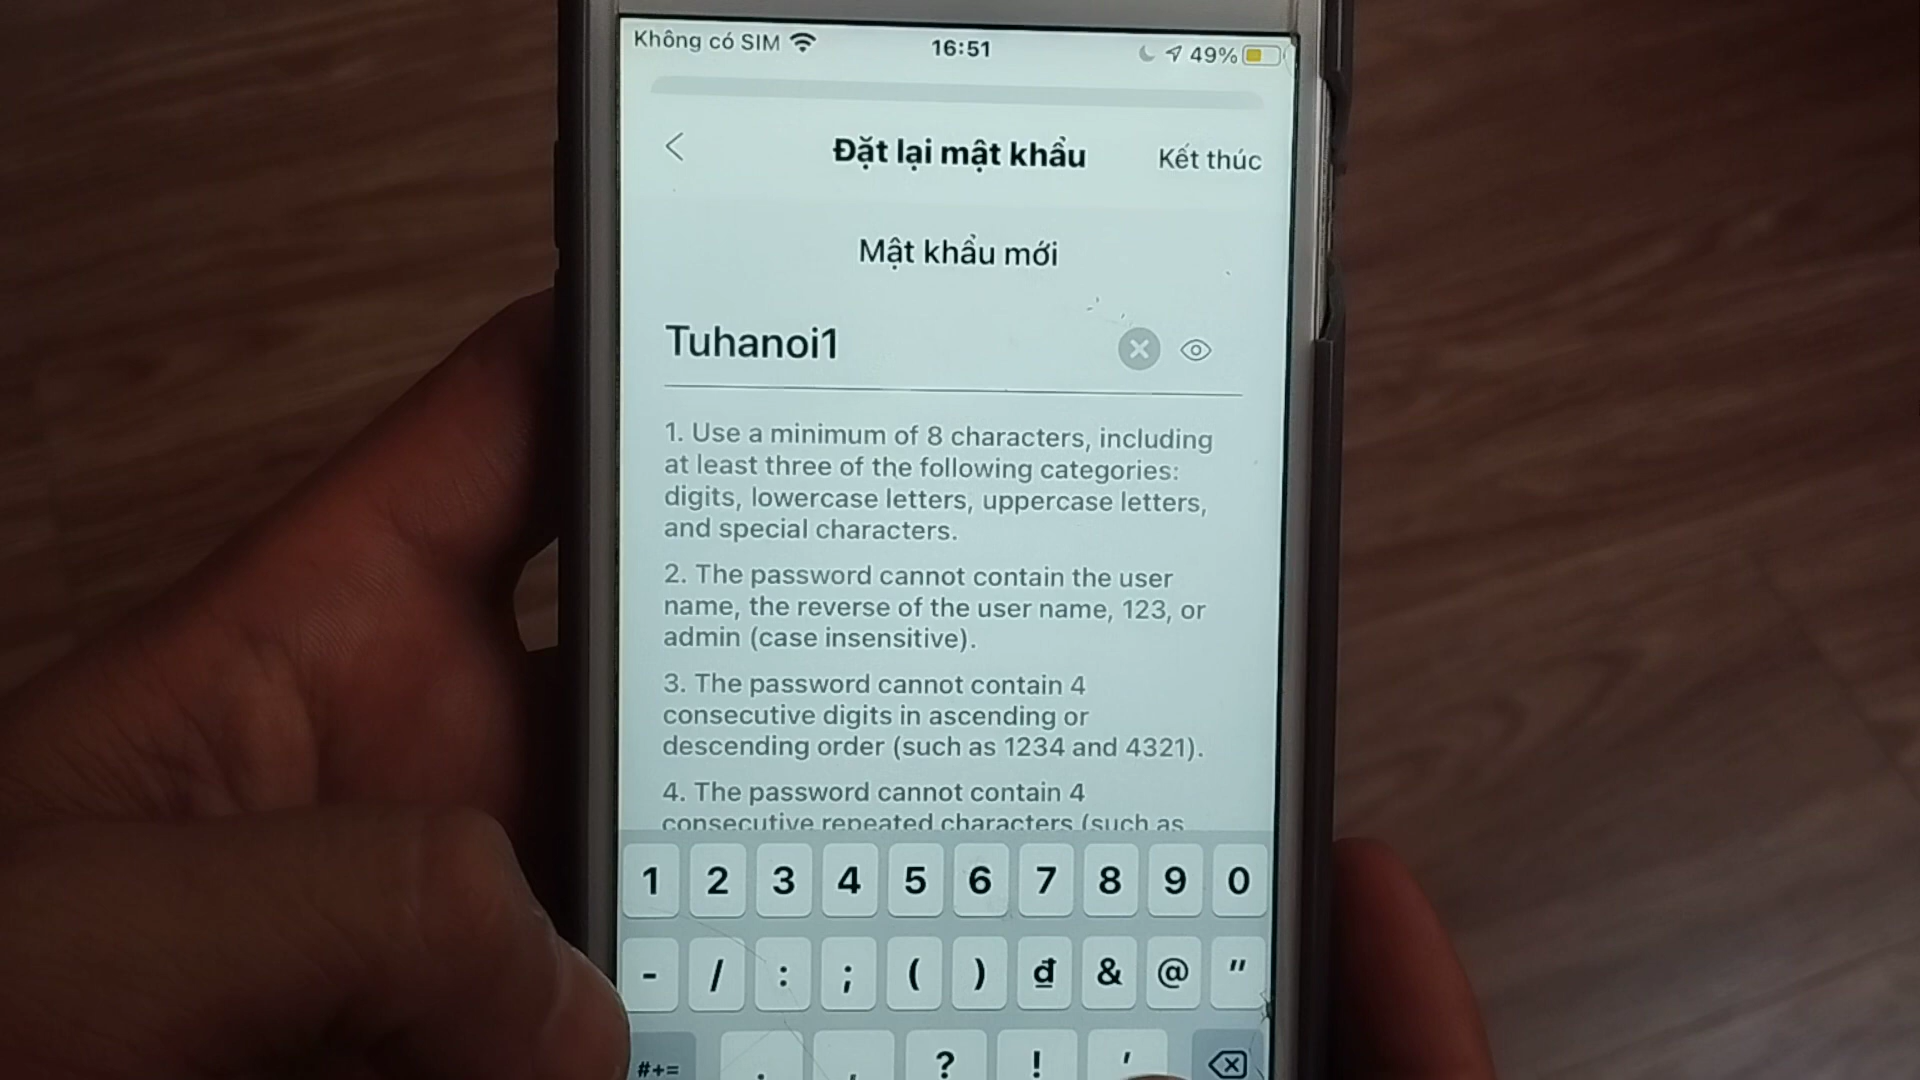 Không có SIM
16:51
49%
Đặt lại mật khẩu
Kết thúc
Mật khẩu mới
Tuhanoi1
1. Use a minimum of 8 characters, including
at least three of the following categories:
digits, lowercase letters, uppercase letters,
and special characters.
2. The password cannot contain the user
name, the reverse of the user name, 123, or
admin (case insensitive).
3. The password cannot contain 4
consecutive digits in ascending or
descending order (such as 1234 and 4321).
4. The password cannot contain 4
consecutive repeated characters (such as
1 2 3 4 5 6 7 8 9 0
- / : ; ( ) ₫ & @ "
#+= . , ? ! '